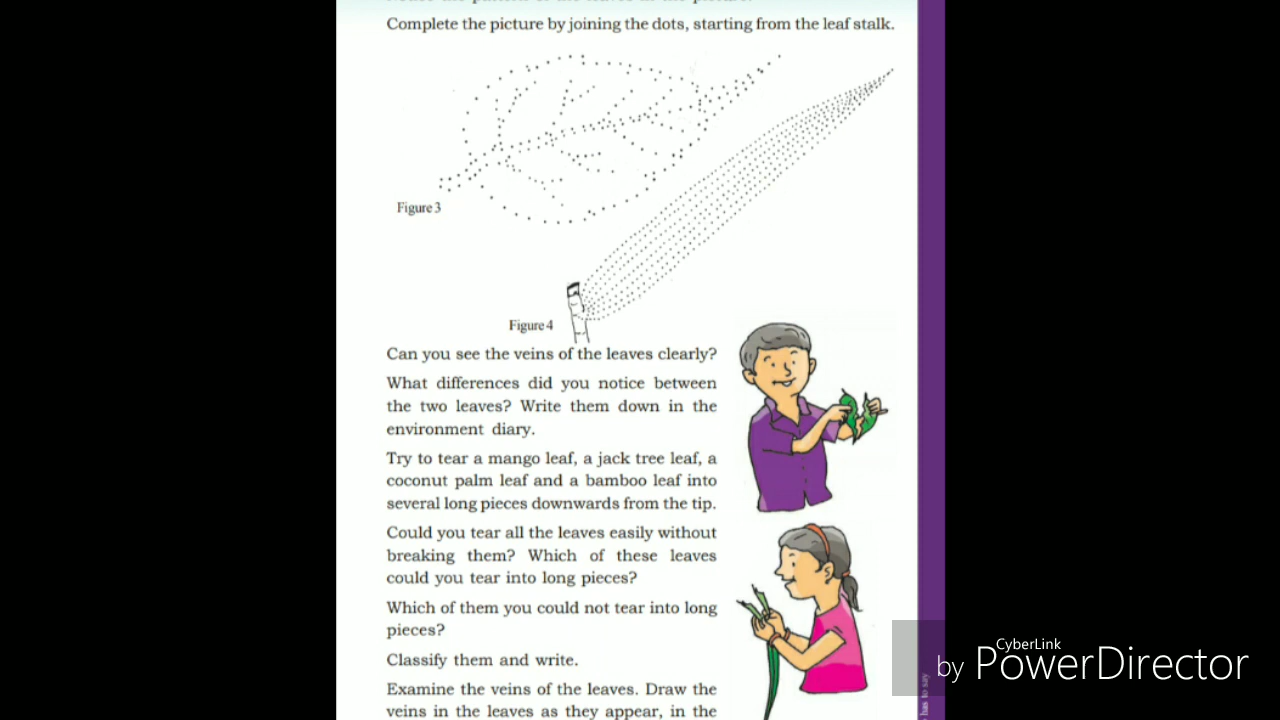 Complete the picture by joining the dots, starting from the leaf stalk.
Figure 3
Figure 4
Can you see the veins of the leaves clearly?
What differences did you notice between
the two leaves? Write them down in the
environment diary.
Try to tear a mango leaf, a jack tree leaf, a
coconut palm leaf and a bamboo leaf into
several long pieces downwards from the tip.
Could you tear all the leaves easily without
breaking them? Which of these leaves
could you tear into long pieces?
Which of them you could not tear into long
pieces?
Classify them and write.
Examine the veins of the leaves. Draw the
veins in the leaves as they appear, in the
has to say
CyberLink
by PowerDirector